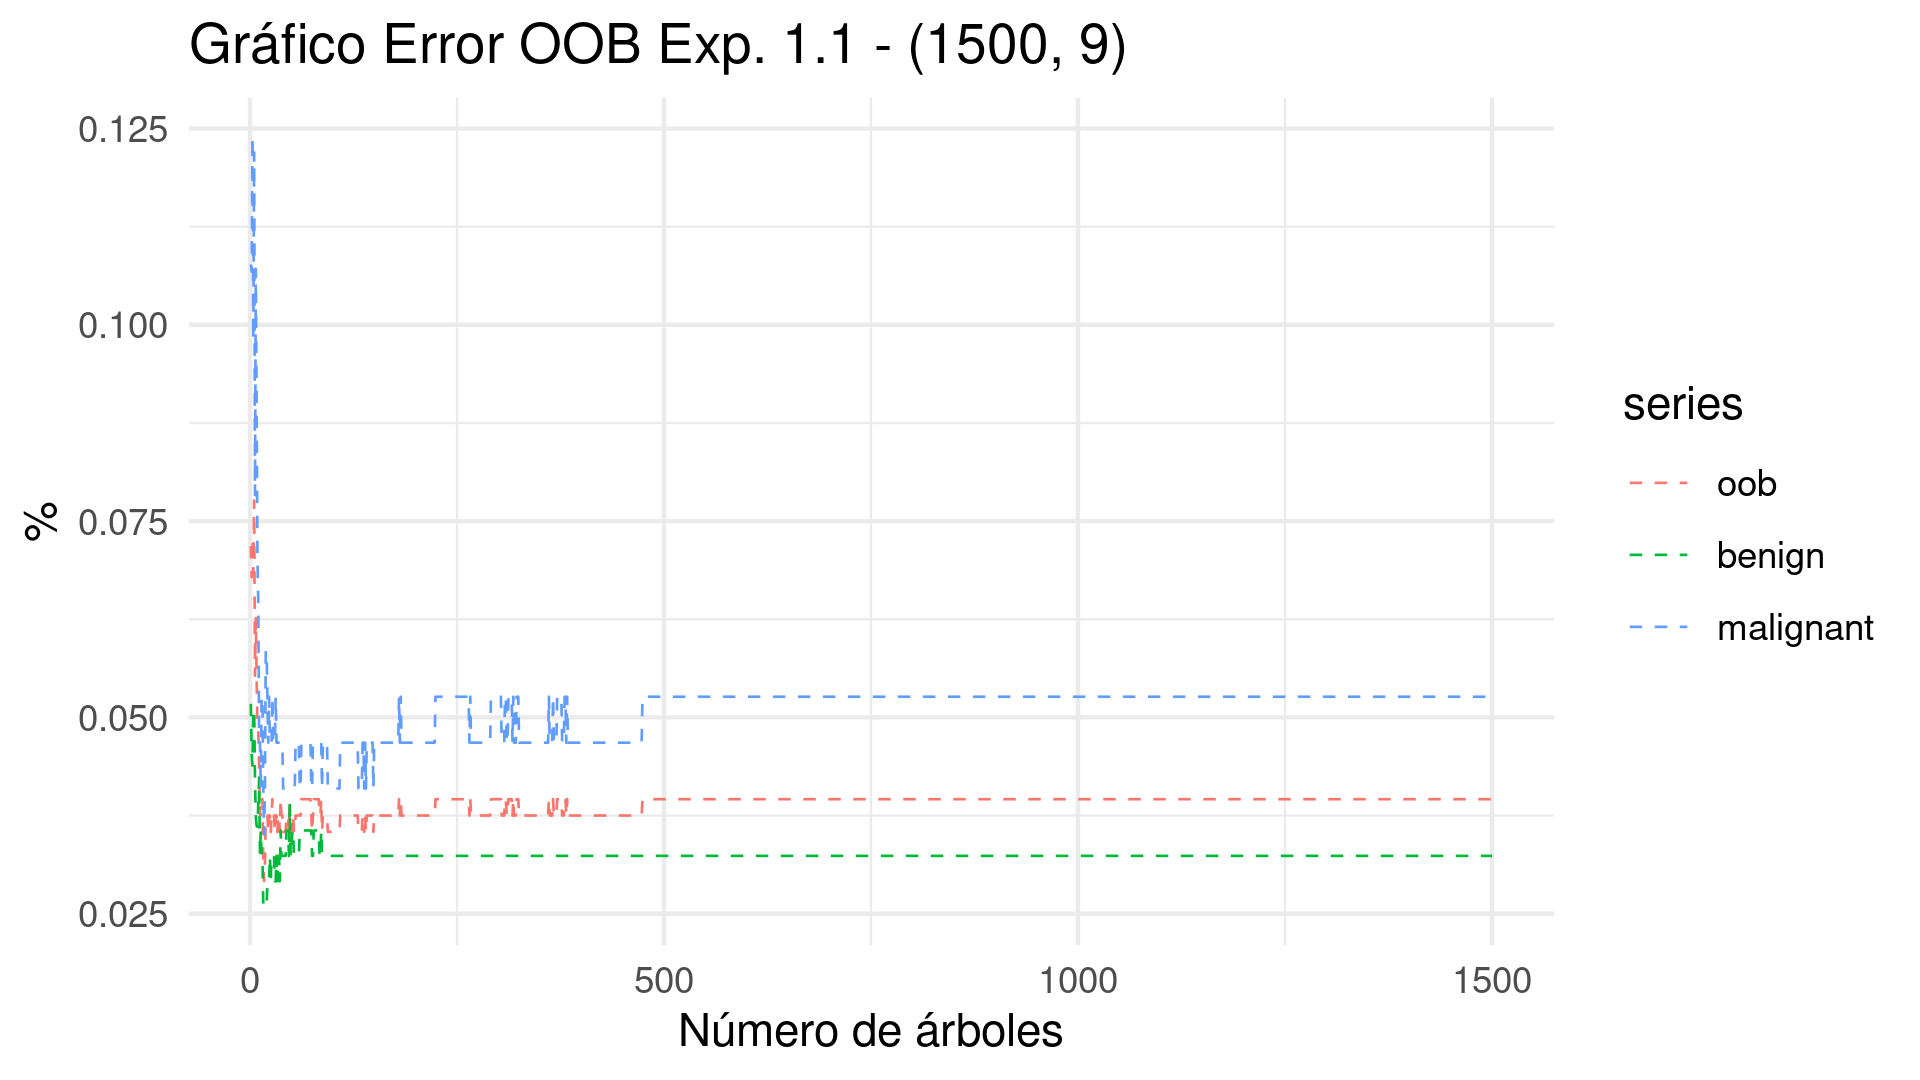 Gráfico Error OOB Exp. 1.1 - (1500, 9)
0.125
0.100
0.075
0.050
0.025
%
0 500 1000 1500
Número de árboles
series
oob
benign
malignant